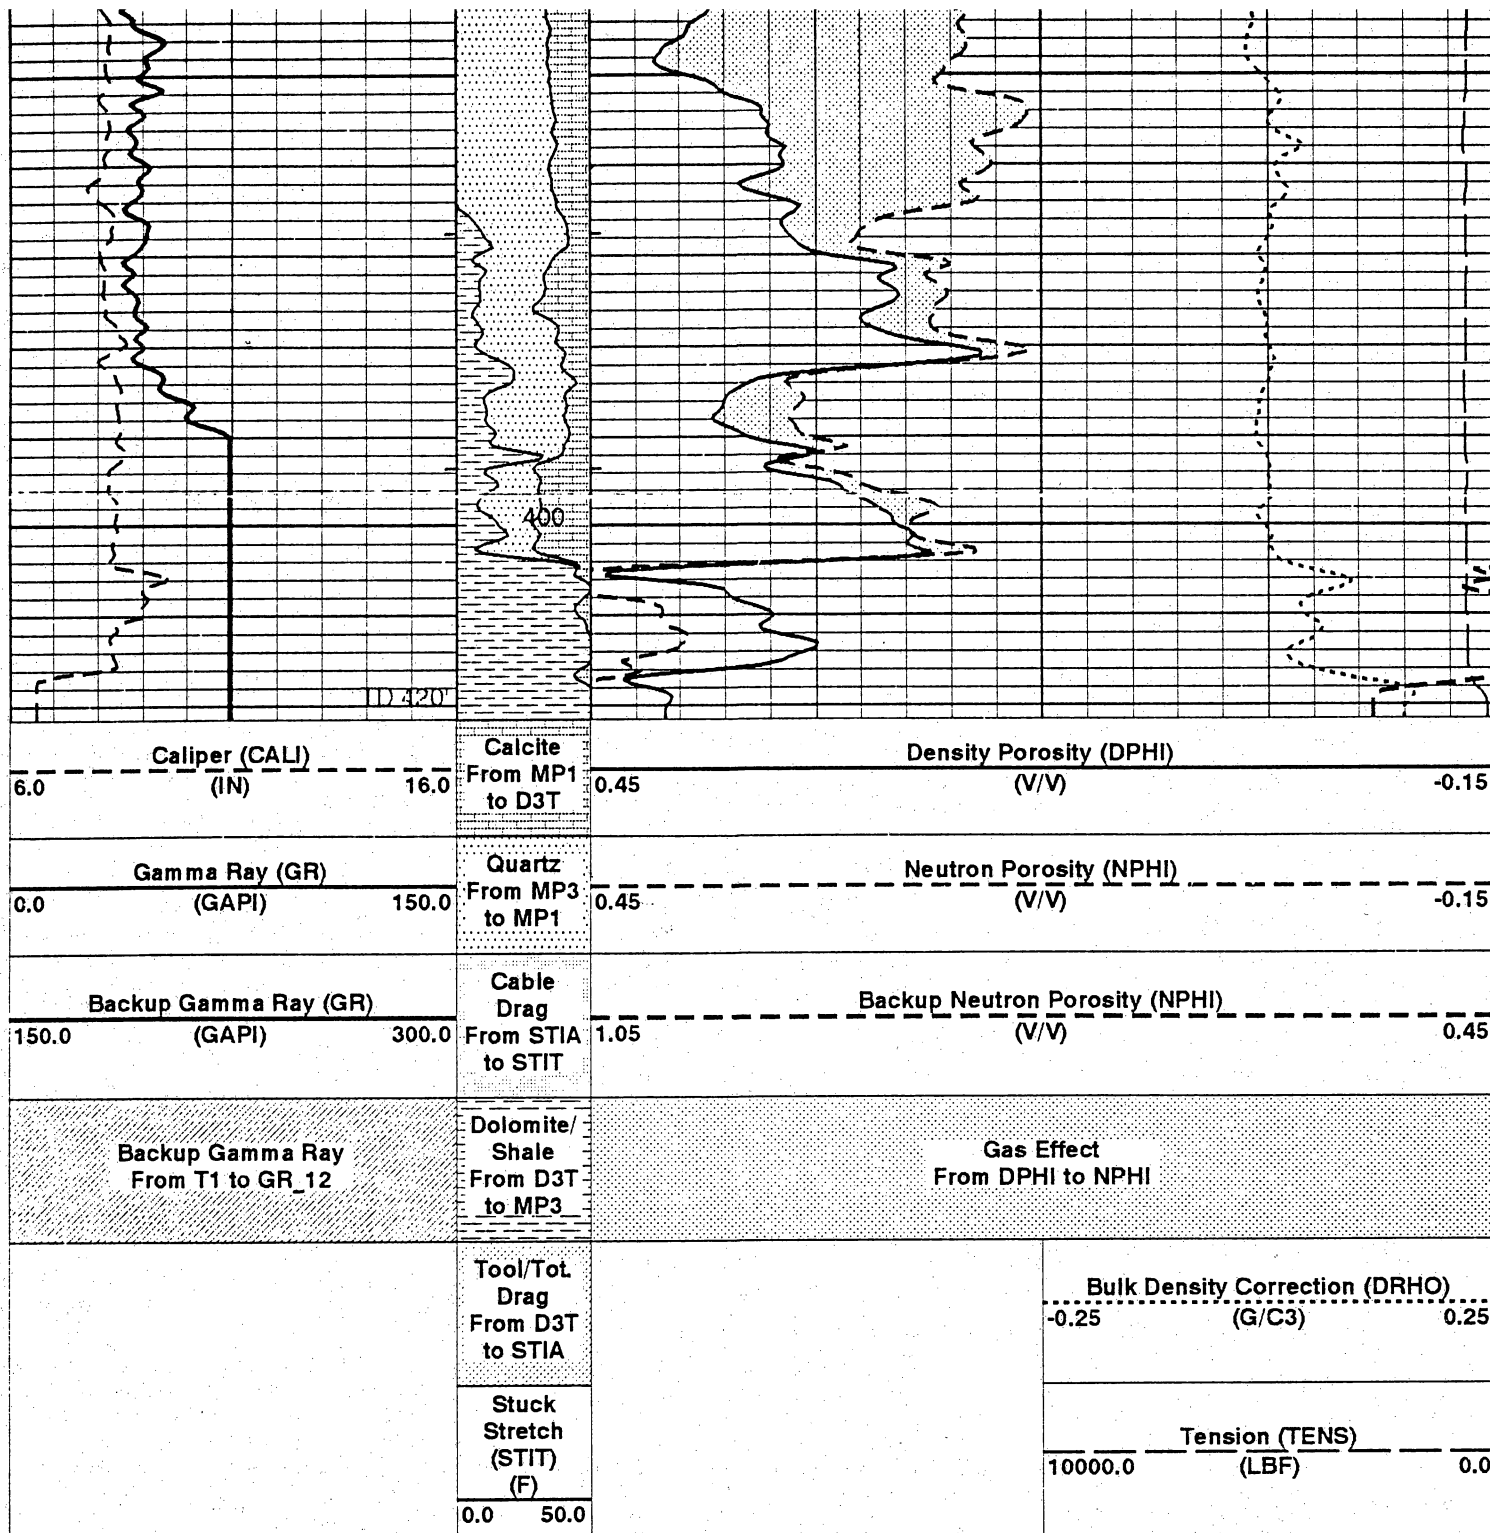 400
TD 420'
Caliper (CALI)
(IN)
6.0 16.0
Calcite
From MP1
to D3T
Density Porosity (DPHI)
(V/V)
0.45 -0.15
Gamma Ray (GR)
(GAPI)
0.0 150.0
Quartz
From MP3
to MP1
Neutron Porosity (NPHI)
(V/V)
0.45 -0.15
Backup Gamma Ray (GR)
(GAPI)
150.0 300.0
Cable
Drag
From STIA
to STIT
Backup Neutron Porosity (NPHI)
(V/V)
1.05 0.45
Backup Gamma Ray
From T1 to GR_12
Dolomite/
Shale
From D3T
to MP3
Gas Effect
From DPHI to NPHI
Tool/Tot.
Drag
From D3T
to STIA
Bulk Density Correction (DRHO)
(G/C3)
-0.25 0.25
Stuck
Stretch
(STIT)
(F)
0.0 50.0
Tension (TENS)
(LBF)
10000.0 0.0